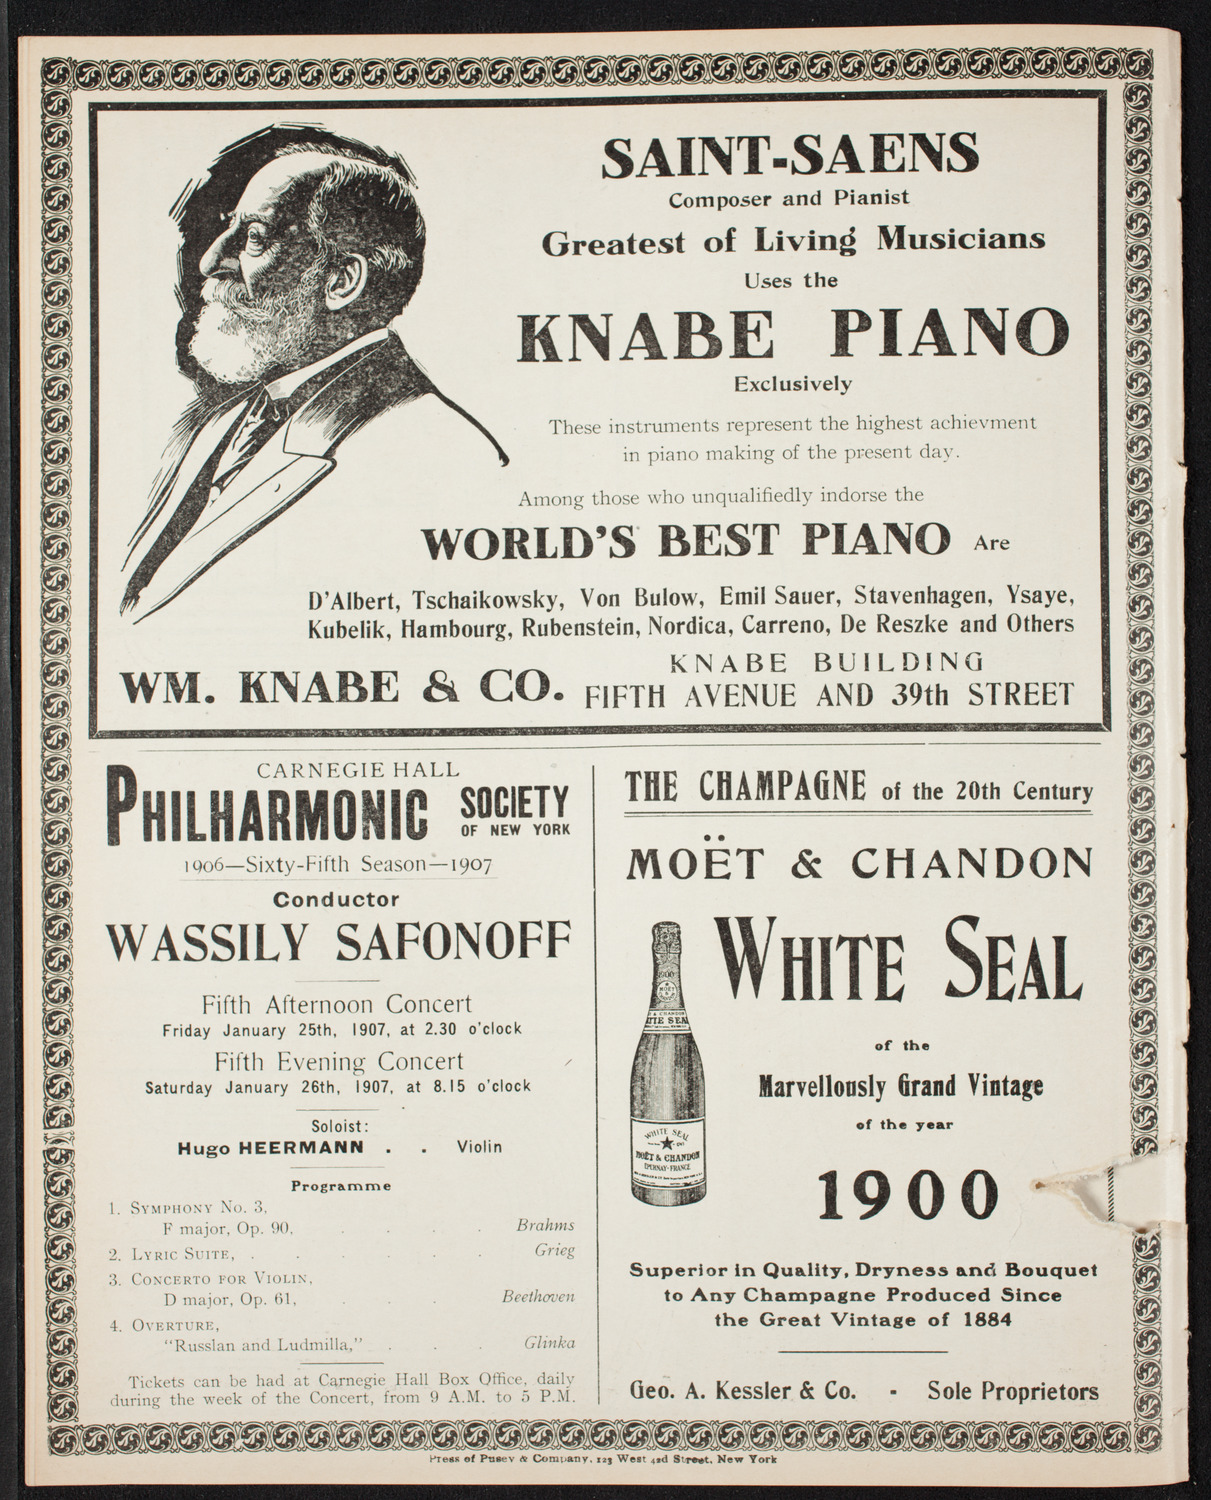 SAINT-SAENS
Composer and Pianist
Greatest of Living Musicians
Uses the
KNABE PIANO
Exclusively
These instruments represent the highest achievment
in piano making of the present day.
Among those who unqualifiedly indorse the
WORLD'S BEST PIANO Are
D'Albert, Tschaikowsky, Von Bulow, Emil Sauer, Stavenhagen, Ysaye,
Kubelik, Hambourg, Rubenstein, Nordica, Carreno, De Reszke and Others
WM. KNABE & CO.
KNABE BUILDING
FIFTH AVENUE AND 39th STREET
CARNEGIE HALL
PHILHARMONIC SOCIETY
OF NEW YORK
1906—Sixty-Fifth Season—1907
Conductor
WASSILY SAFONOFF
Fifth Afternoon Concert
Friday January 25th, 1907, at 2.30 o'clock
Fifth Evening Concert
Saturday January 26th, 1907, at 8.15 o'clock
Soloist:
Hugo HEERMANN . . Violin
Programme
1. SYMPHONY NO. 3,
F major, Op. 90, . . . . Brahms
2. LYRIC SUITE, . . . . . . Grieg
3. CONCERTO FOR VIOLIN,
D major, Op. 61, . . Beethoven
4. OVERTURE,
"Russlan and Ludmilla," . . . Glinka
Tickets can be had at Carnegie Hall Box Office, daily
during the week of the Concert, from 9 A.M. to 5 P.M.
THE CHAMPAGNE of the 20th Century
MOËT & CHANDON
WHITE SEAL
1900
MOËT
& CHANDON
WHITE SEAL
MOËT & CHANDON
EPERNAY-FRANCE
of the
Marvellously Grand Vintage
of the year
1900
Superior in Quality, Dryness and Bouquet
to Any Champagne Produced Since
the Great Vintage of 1884
Geo. A. Kessler & Co. - Sole Proprietors
Press of Pusey & Company, 123 West 42d Street, New York